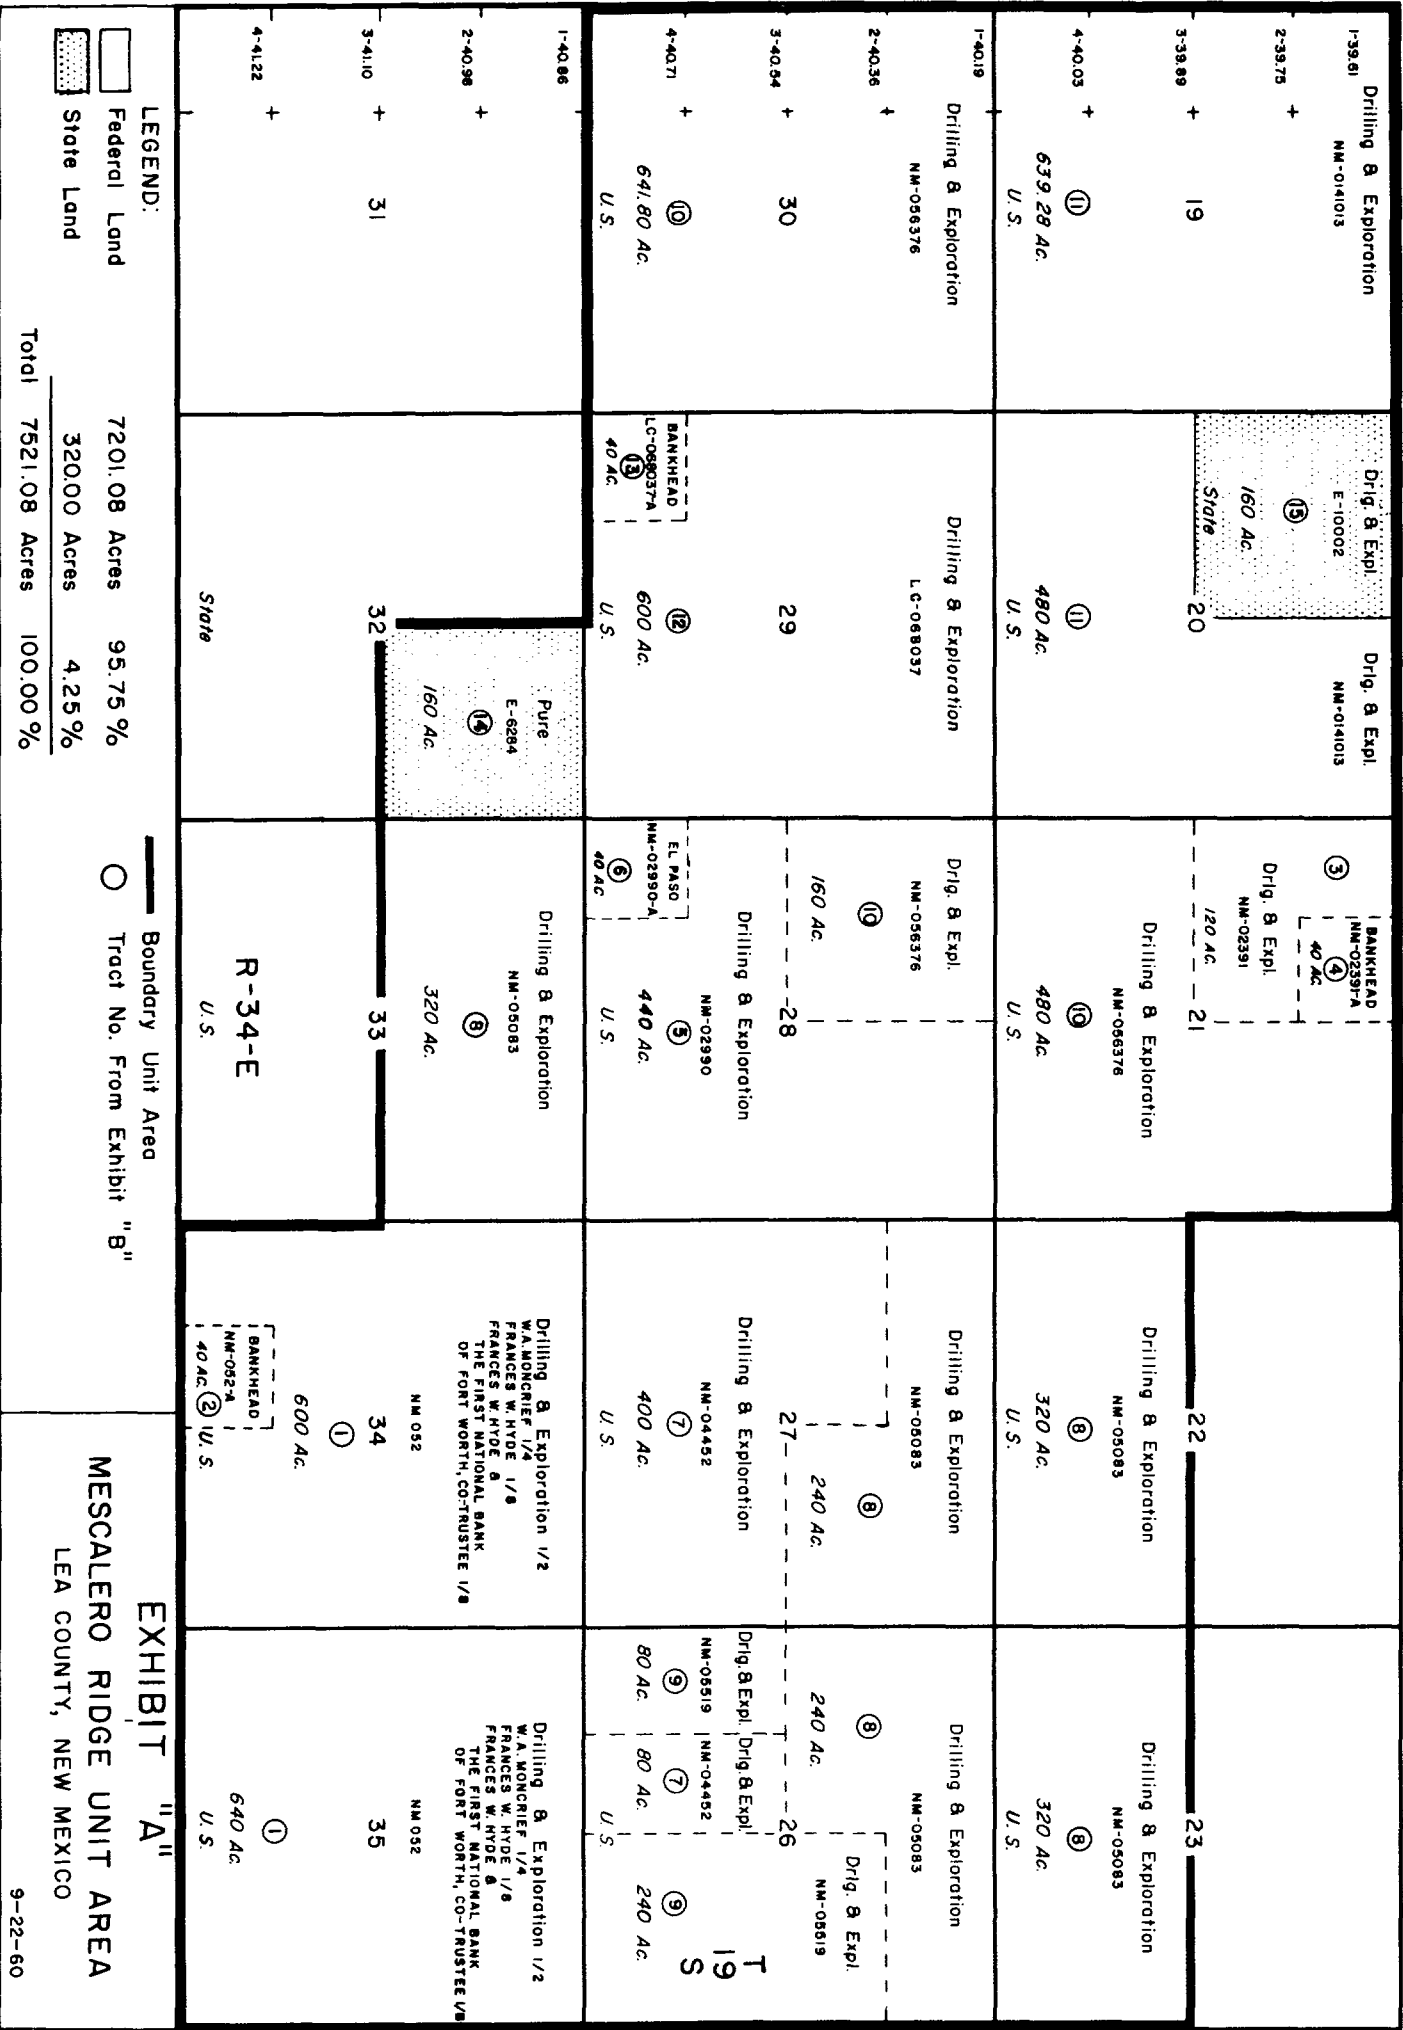 1-39.61
2-39.75
3-39.89
4-40.03
Drilling & Exploration
NM-0141013
19
⑪
639.28 Ac.
U.S.
Drlg. & Expl.
E-10002
⑮
160 Ac.
State
Drlg. & Expl.
NM-0141013
20
⑪
480 Ac.
U.S.
③
BANKHEAD
NM-02391-A
④
40 AC.
Drlg. & Expl.
NM-02391
120 AC.
21
Drilling & Exploration
NM-056376
⑩
480 Ac.
U.S.
22
Drilling & Exploration
NM-05083
⑧
320 Ac.
U.S.
23
Drilling & Exploration
NM-05083
⑧
320 Ac.
U.S.
1-40.19
2-40.36
3-40.54
4-40.71
Drilling & Exploration
NM-056376
30
⑩
641.80 Ac.
U.S.
Drilling & Exploration
LC-068037
29
⑫
600 Ac.
U.S.
BANKHEAD
LC-068037-A
⑬
40 AC.
Drlg. & Expl.
NM-056376
⑩
160 Ac.
28
Drilling & Exploration
NM-02990
⑤
440 Ac.
U.S.
EL PASO
NM-02990-A
⑥
40 AC
Drilling & Exploration
NM-05083
⑧
240 Ac.
27
Drilling & Exploration
NM-04452
⑦
400 Ac.
U.S.
Drilling & Exploration
NM-05083
⑧
240 Ac.
26
Drlg. & Expl.
NM-05519
⑨
80 Ac.
Drlg. & Expl.
NM-04452
⑦
80 Ac.
U.S.
Drlg. & Expl.
NM-05519
⑨
240 Ac.
T
19
S
1-40.86
2-40.98
3-41.10
4-41.22
31
32
State
Pure
E-6284
⑭
160 Ac.
Drilling & Exploration
NM-05083
⑧
320 Ac.
33
R-34-E
U.S.
Drilling & Exploration 1/2
W.A. MONCRIEF 1/4
FRANCES W. HYDE 1/8
FRANCES W. HYDE &
THE FIRST NATIONAL BANK
OF FORT WORTH, CO-TRUSTEE 1/8
NM 052
34
①
600 Ac.
BANKHEAD
NM-052-A
40 AC. ②
U.S.
Drilling & Exploration 1/2
W.A. MONCRIEF 1/4
FRANCES W. HYDE 1/8
FRANCES W. HYDE &
THE FIRST NATIONAL BANK
OF FORT WORTH, CO-TRUSTEE 1/8
NM 052
35
①
640 Ac.
U.S.
LEGEND:
Federal Land 7201.08 Acres 95.75 %
State Land 320.00 Acres 4.25 %
Total 7521.08 Acres 100.00 %
Boundary Unit Area
Tract No. From Exhibit "B"
EXHIBIT "A"
MESCALERO RIDGE UNIT AREA
LEA COUNTY, NEW MEXICO
9-22-60